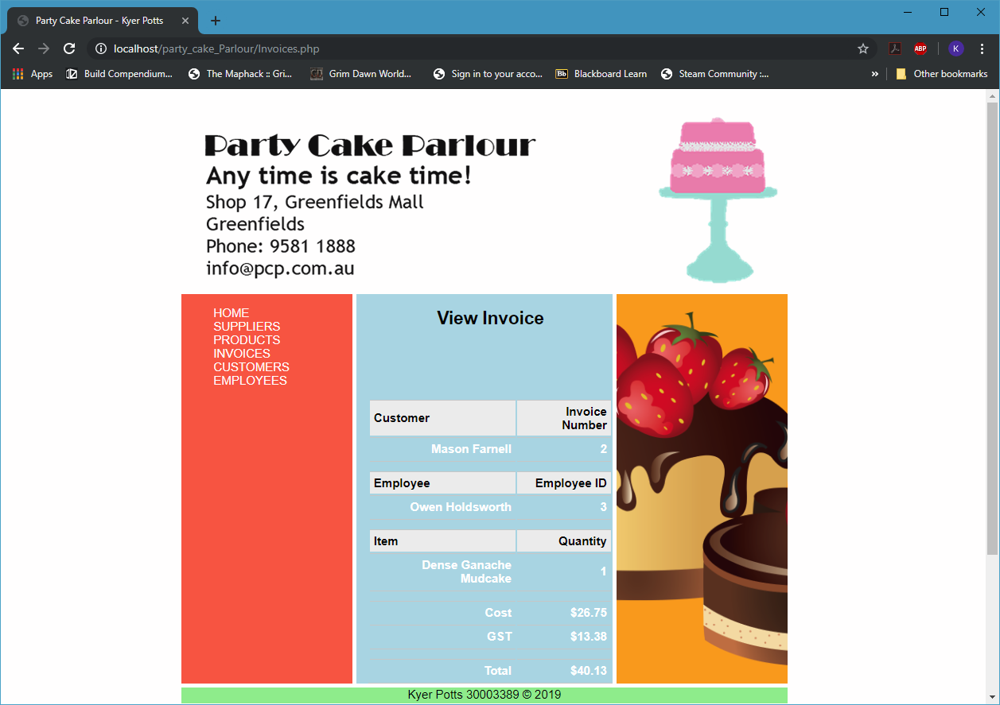 Party Cake Parlour - Kyer Potts
localhost/party_cake_Parlour/Invoices.php
ABP
K
Apps
Build Compendium...
The Maphack :: Gri...
Grim Dawn World...
Sign in to your acco...
Bb
Blackboard Learn
Steam Community :...
»
Other bookmarks
Party Cake Parlour
Any time is cake time!
Shop 17, Greenfields Mall
Greenfields
Phone: 9581 1888
info@pcp.com.au
HOME
SUPPLIERS
PRODUCTS
INVOICES
CUSTOMERS
EMPLOYEES
View Invoice
Customer
Invoice
Number
Mason Farnell 2
Employee Employee ID
Owen Holdsworth 3
Item Quantity
Dense Ganache
Mudcake
1
Cost $26.75
GST $13.38
Total $40.13
Kyer Potts 30003389 © 2019